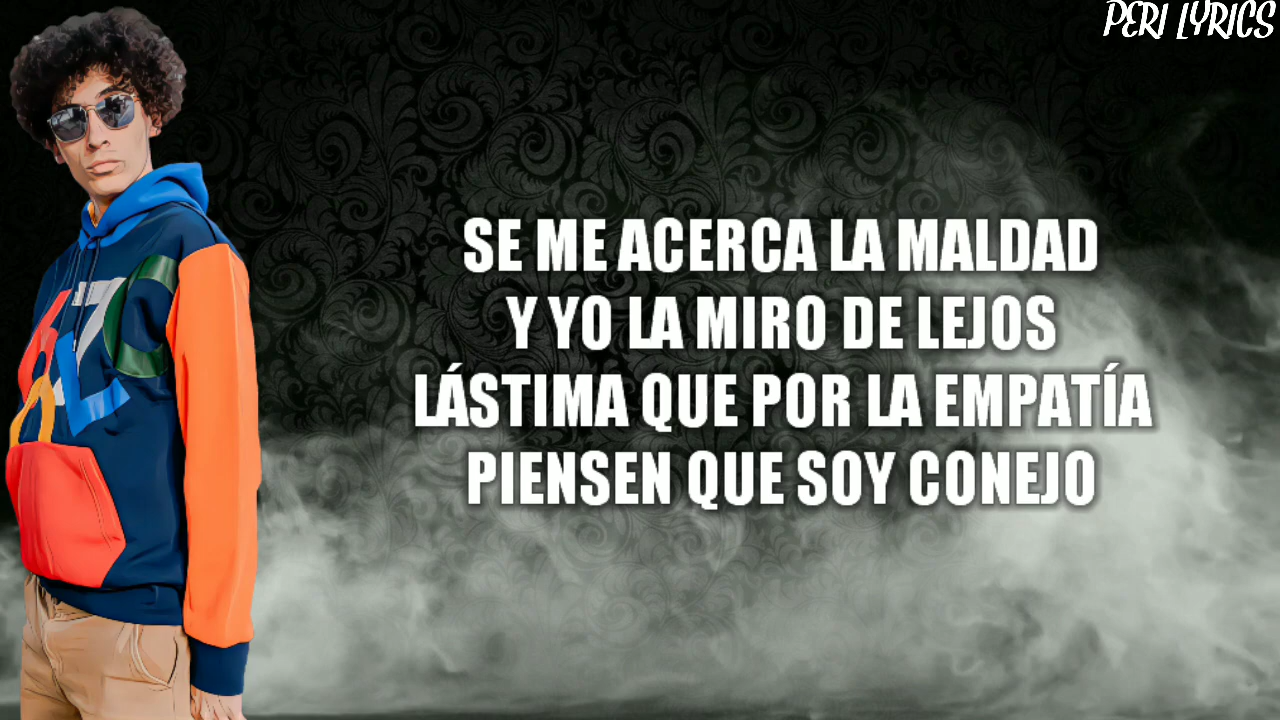 PERI LYRICS
SE ME ACERCA LA MALDAD
Y YO LA MIRO DE LEJOS
LÁSTIMA QUE POR LA EMPATÍA
PIENSEN QUE SOY CONEJO